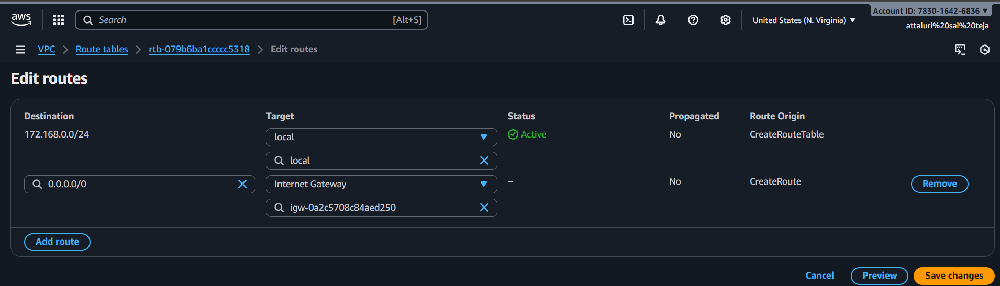 aws
Search [Alt+S]
United States (N. Virginia)
Account ID: 7830-1642-6836
attaluri%20sai%20teja
VPC
Route tables
rtb-079b6ba1ccccc5318
Edit routes
Edit routes
Destination Target Status Propagated Route Origin
172.168.0.0/24 local Active No CreateRouteTable
local
0.0.0.0/0 Internet Gateway – No CreateRoute Remove
igw-0a2c5708c84aed250
Add route
Cancel Preview Save changes